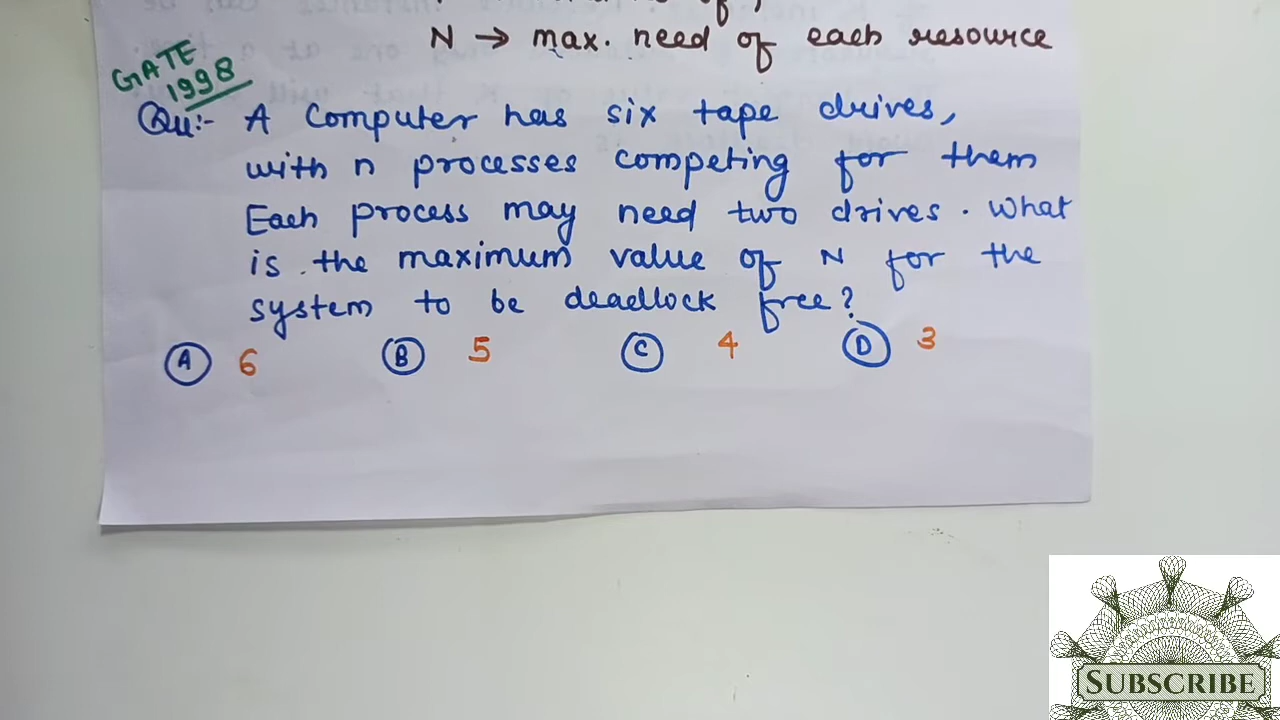 N → max. need of each resource
GATE
1998
Qu:- A Computer has six tape drives,
with n processes competing for them
Each process may need two drives. What
is the maximum value of N for the
system to be deadlock free?
A 6 B 5 C 4 D 3
SUBSCRIBE